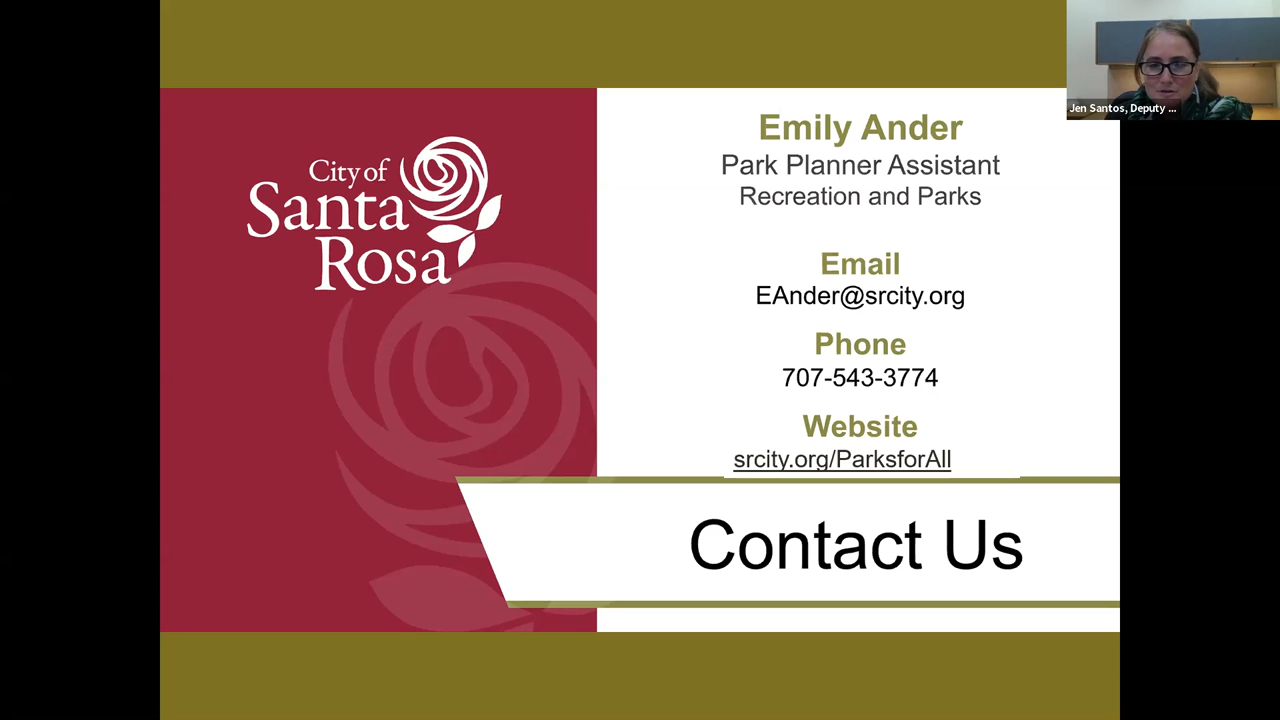 City of
Santa
Rosa
Emily Ander
Park Planner Assistant
Recreation and Parks
Email
EAnder@srcity.org
Phone
707-543-3774
Website
srcity.org/ParksforAll
Contact Us
Jen Santos, Deputy ...